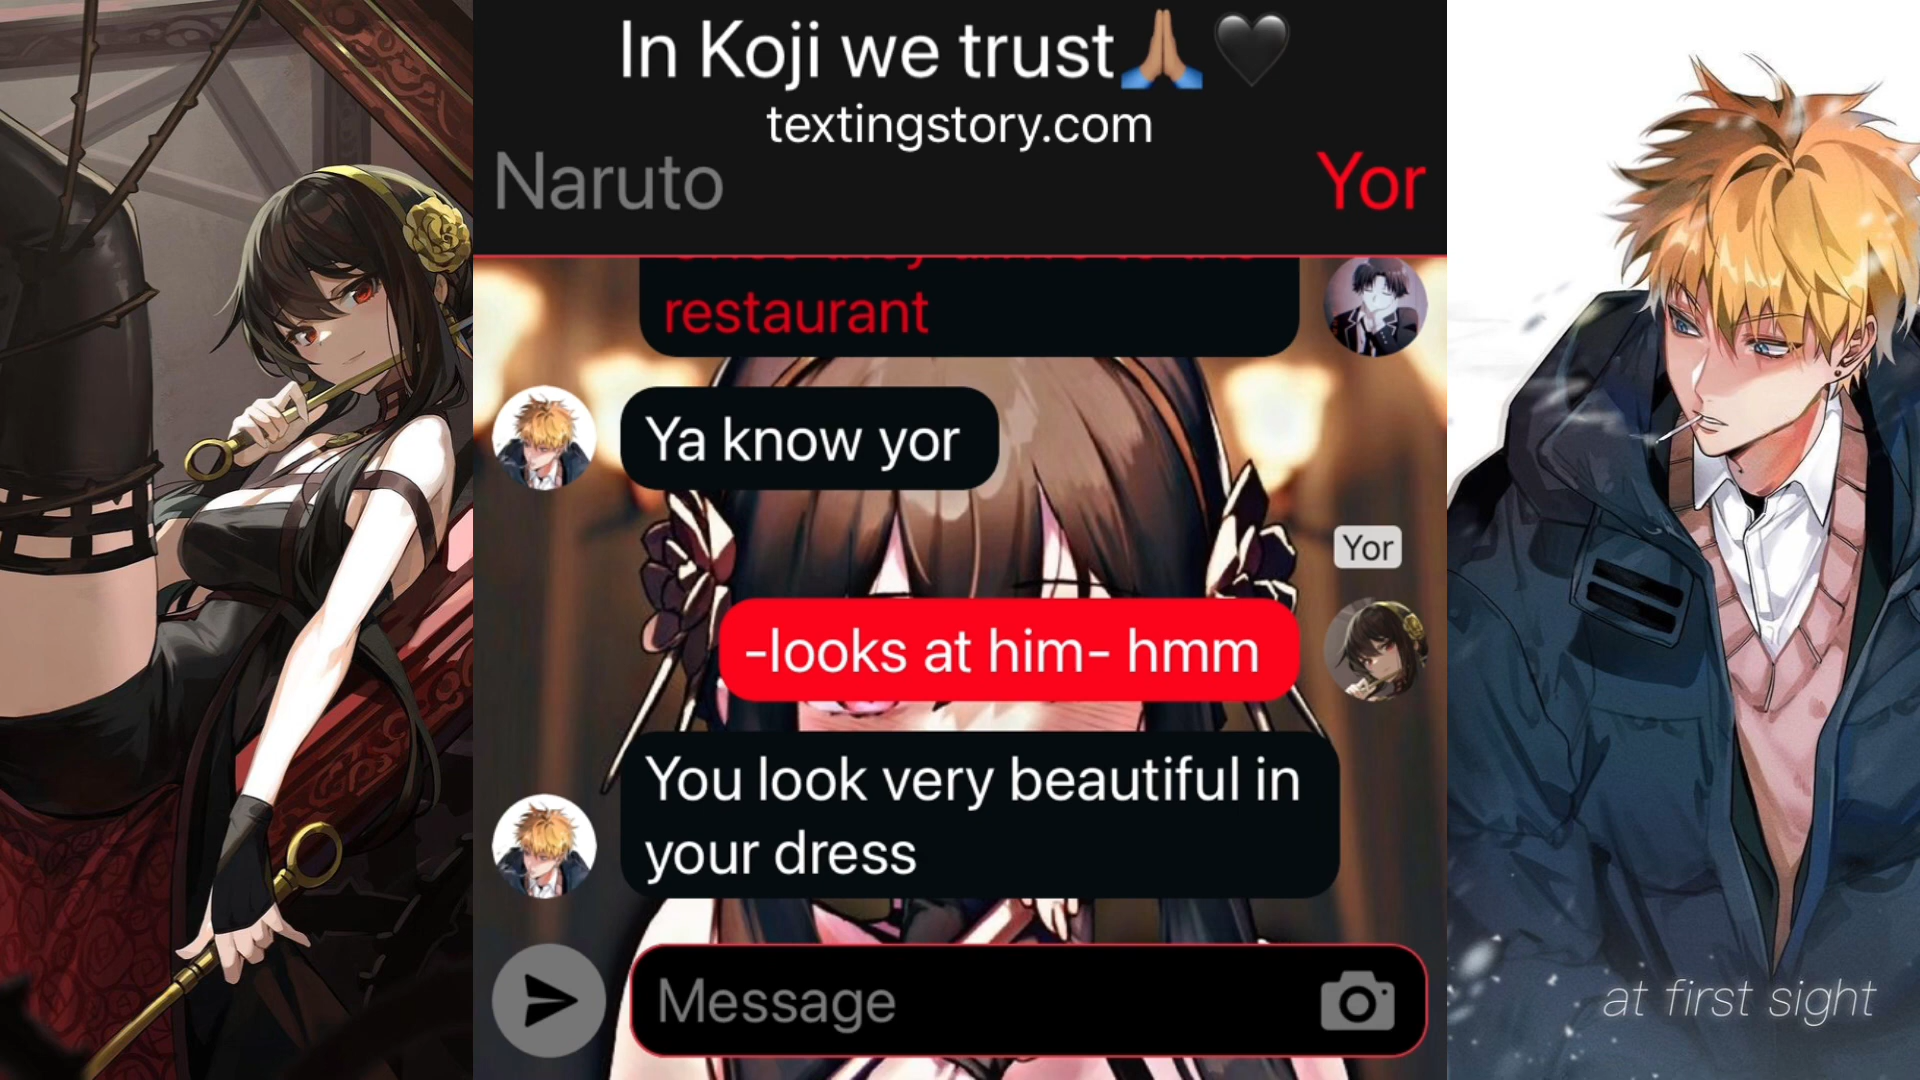 In Koji we trust🙏🏽🖤
textingstory.com
Naruto
Yor
restaurant
Ya know yor
Yor
-looks at him- hmm
You look very beautiful in
your dress
Message
at first sight